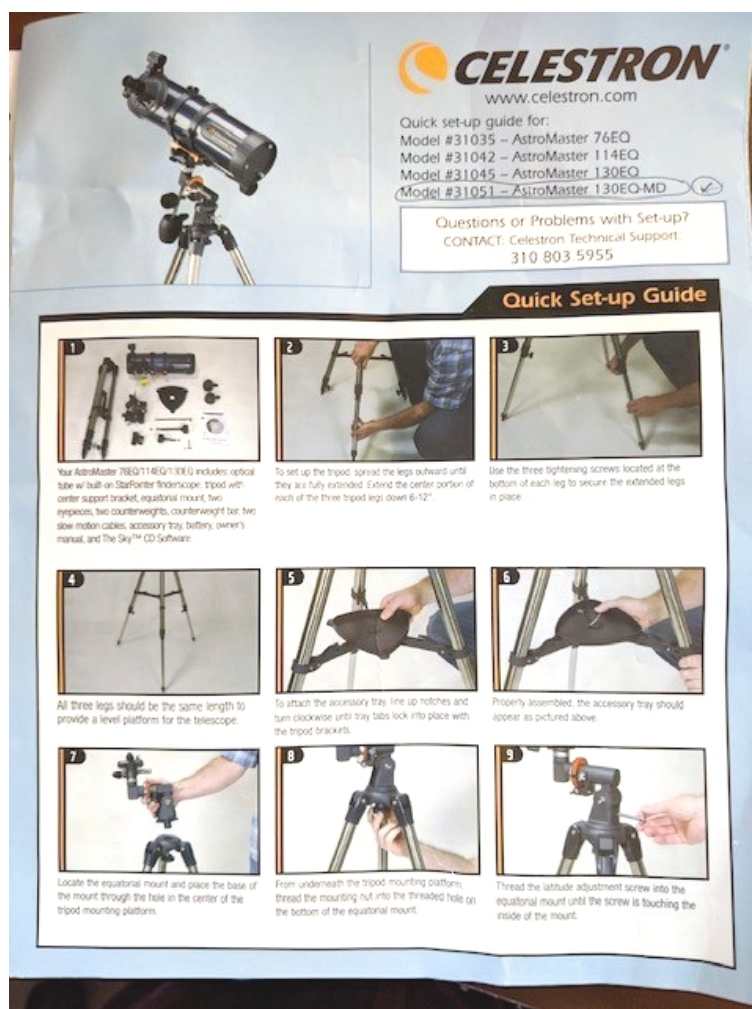 CELESTRON®
www.celestron.com
Quick set-up guide for:
Model #31035 – AstroMaster 76EQ
Model #31042 – AstroMaster 114EQ
Model #31045 – AstroMaster 130EQ
Model #31051 – AstroMaster 130EQ-MD
Questions or Problems with Set-up?
CONTACT: Celestron Technical Support.
310 803 5955
Quick Set-up Guide
1
Your AstroMaster 76EQ/114EQ/130EQ includes: optical
tube w/ built-on StarPointer finderscope, tripod with
center support bracket, equatorial mount, two
eyepieces, two counterweights, counterweight bar, two
slow motion cables, accessory tray, battery, owner's
manual, and The Sky™ CD Software.
2
To set up the tripod, spread the legs outward until
they are fully extended. Extend the center portion of
each of the three tripod legs down 6-12".
3
Use the three tightening screws located at the
bottom of each leg to secure the extended legs
in place.
4
All three legs should be the same length to
provide a level platform for the telescope.
5
To attach the accessory tray, line up notches and
turn clockwise until tray tabs lock into place with
the tripod brackets.
6
Properly assembled, the accessory tray should
appear as pictured above.
7
Locate the equatorial mount and place the base of
the mount through the hole in the center of the
tripod mounting platform.
8
From underneath the tripod mounting platform,
thread the mounting nut into the threaded hole on
the bottom of the equatorial mount.
9
Thread the latitude adjustment screw into the
equatorial mount until the screw is touching the
inside of the mount.